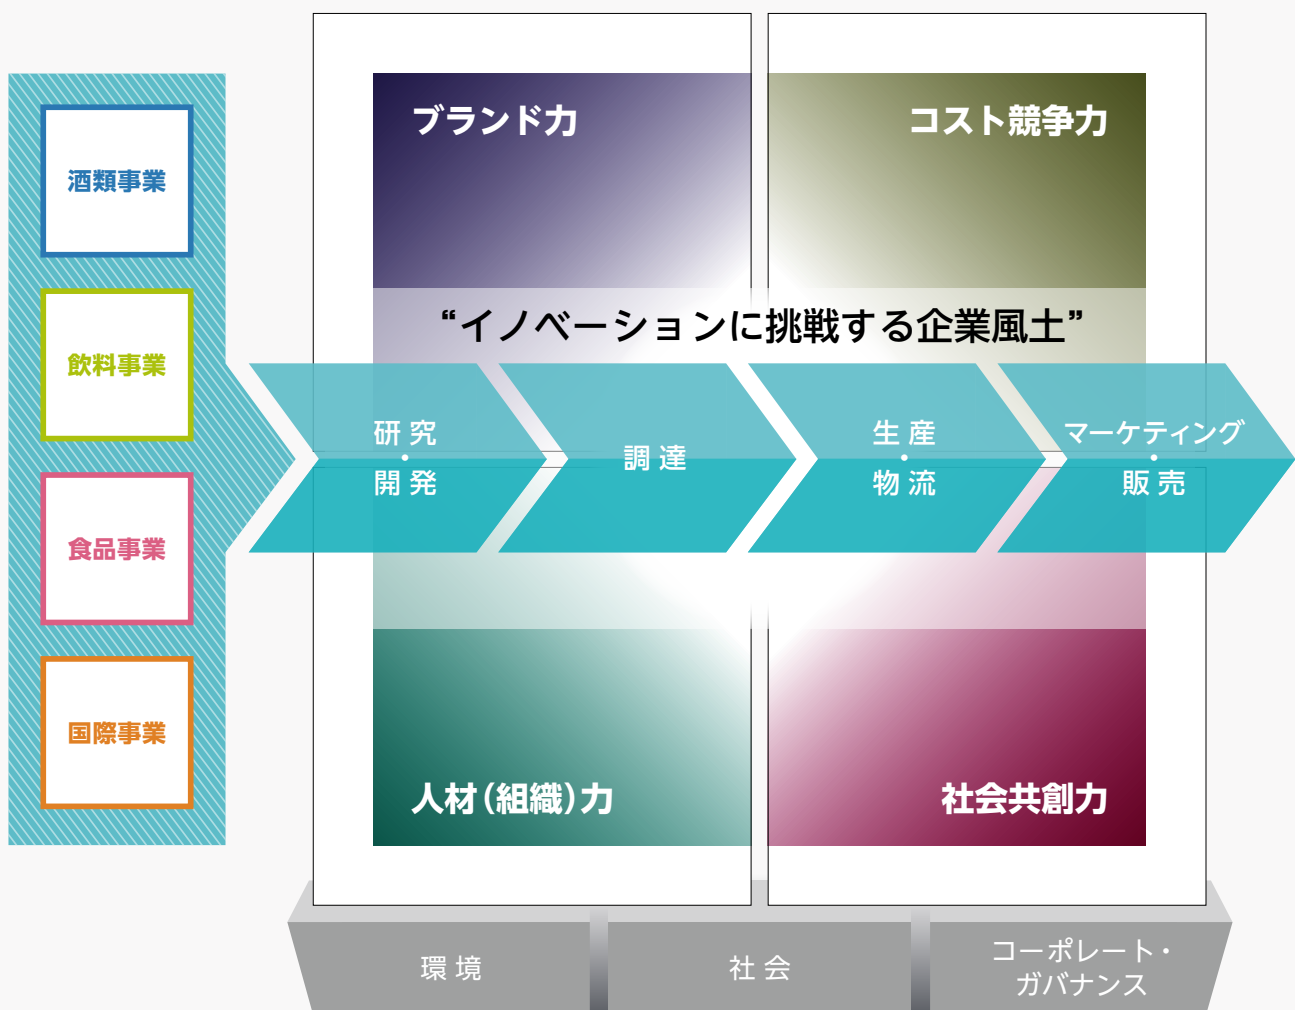 酒類事業
飲料事業
食品事業
国際事業
ブランド力
コスト競争力
“イノベーションに挑戦する企業風土”
研究
・
開発
調達
生産
・
物流
マーケティング
・
販売
人材(組織)力
社会共創力
環境
社会
コーポレート・
ガバナンス